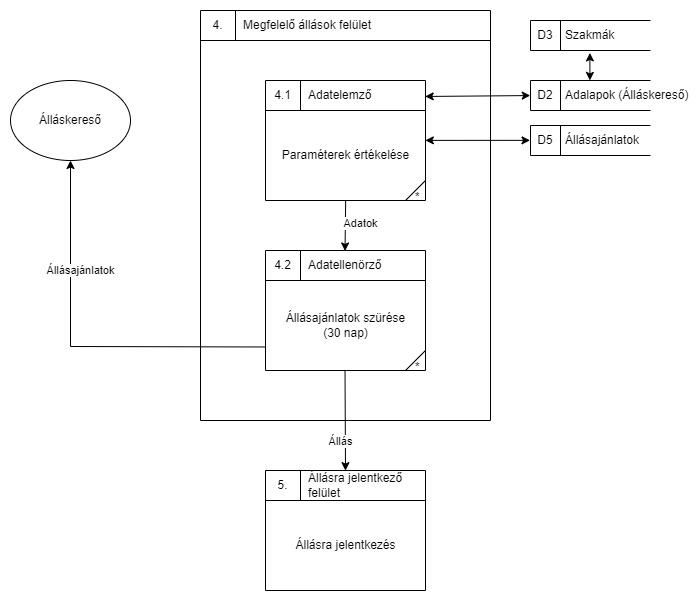 4. Megfelelő állások felület
D3 Szakmák
4.1 Adatelemző
D2 Adalapok (Álláskereső)
Álláskereső
D5 Állásajánlatok
Paraméterek értékelése
*
Adatok
4.2 Adatellenörző
Állásajánlatok
Állásajánlatok szürése
(30 nap)
*
Állás
5. Állásra jelentkező
felület
Állásra jelentkezés